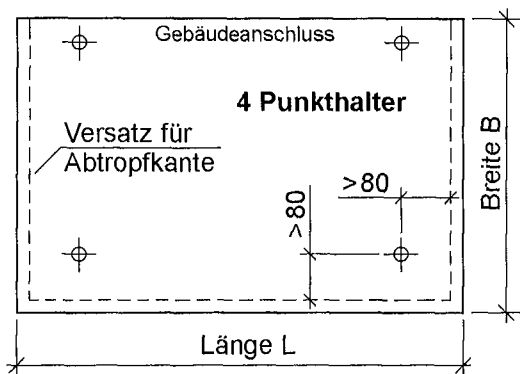 Gebäudeanschluss
4 Punkthalter
Versatz für
Abtropfkante
>80
>80
Breite B
Länge L